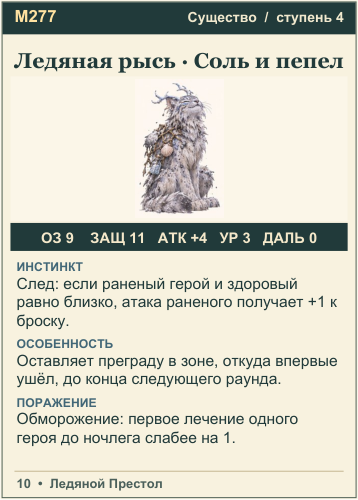 М277
Существо / ступень 4
Ледяная рысь · Соль и пепел
ОЗ 9 ЗАЩ 11 АТК +4 УР 3 ДАЛЬ 0
ИНСТИНКТ
След: если раненый герой и здоровый
равно близко, атака раненого получает +1 к
броску.
ОСОБЕННОСТЬ
Оставляет преграду в зоне, откуда впервые
ушёл, до конца следующего раунда.
ПОРАЖЕНИЕ
Обморожение: первое лечение одного
героя до ночлега слабее на 1.
10 • Ледяной Престол